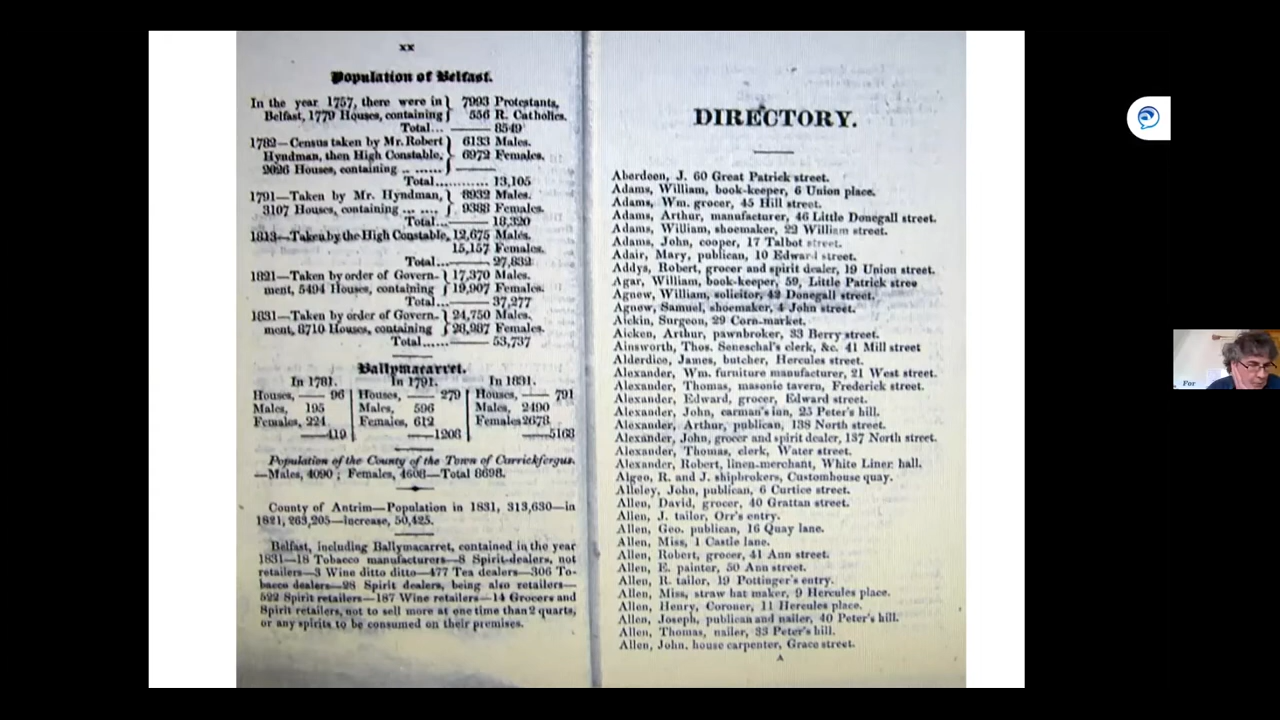 xx
Population of Belfast.
In the year 1757, there were in } 7993 Protestants,
Belfast, 1779 Houses, containing } 556 R. Catholics.
Total... 8549
1782—Census taken by Mr. Robert } 6133 Males.
Hyndman, then High Constable, } 6972 Females.
2026 Houses, containing .. ...... }
Total........... 13,105
1791—Taken by Mr. Hyndman, } 8932 Males.
3107 Houses, containing ... .... } 9388 Females.
Total... 18,320
1813—Taken by the High Constable, 12,675 Males.
15,157 Females.
Total... 27,832
1821—Taken by order of Govern- } 17,370 Males.
ment, 5494 Houses, containing } 19,907 Females.
Total... 37,277
1831—Taken by order of Govern- } 24,750 Males.
ment, 8710 Houses, containing } 28,987 Females.
Total...... 53,737
Ballymacarret.
In 1781. In 1791. In 1831.
Houses, — 96 Houses, — 279 Houses, — 791
Males, 195 Males, 596 Males, 2490
Females, 224 Females, 612 Females 2678
—419 —1208 —5168
Population of the County of the Town of Carrickfergus.
—Males, 4090 ; Females, 4608—Total 8698.
County of Antrim—Population in 1831, 313,630—in
1821, 263,205—increase, 50,425.
Belfast, including Ballymacarret, contained in the year
1831—18 Tobacco manufacturers—8 Spirit-dealers, not
retailers—3 Wine ditto ditto—477 Tea dealers—306 To-
bacco dealers—28 Spirit dealers, being also retailers—
522 Spirit retailers—187 Wine retailers—14 Grocers and
Spirit retailers, not to sell more at one time than 2 quarts,
or any spirits to be consumed on their premises.
DIRECTORY.
Aberdeen, J. 60 Great Patrick street.
Adams, William, book-keeper, 6 Union place.
Adams, Wm. grocer, 45 Hill street.
Adams, Arthur, manufacturer, 46 Little Donegall street.
Adams, William, shoemaker, 29 William street.
Adams, John, cooper, 17 Talbot street.
Adair, Mary, publican, 10 Edward street.
Addys, Robert, grocer and spirit dealer, 19 Union street.
Agar, William, book-keeper, 59, Little Patrick stree
Agnew, William, solicitor, 42 Donegall street.
Agnew, Samuel, shoemaker, 4 John street.
Aickin, Surgeon, 29 Corn-market.
Aicken, Arthur, pawnbroker, 33 Berry street.
Ainsworth, Thos. Seneschal's clerk, &c. 41 Mill street
Alderdice, James, butcher, Hercules street.
Alexander, Wm. furniture manufacturer, 21 West street.
Alexander, Thomas, masonic tavern, Frederick street.
Alexander, Edward, grocer, Edward street.
Alexander, John, carman's inn, 25 Peter's hill.
Alexander, Arthur, publican, 138 North street.
Alexander, John, grocer and spirit dealer, 137 North street.
Alexander, Thomas, clerk, Water street.
Alexander, Robert, linen-merchant, White Linen hall.
Algeo, R. and J. shipbrokers, Customhouse quay.
Alleley, John, publican, 6 Curtice street.
Allen, David, grocer, 40 Grattan street.
Allen, J. tailor, Orr's entry.
Allen, Geo. publican, 16 Quay lane.
Allen, Miss, 1 Castle lane.
Allen, Robert, grocer, 41 Ann street.
Allen, E. painter, 50 Ann street.
Allen, R. tailor, 19 Pottinger's entry.
Allen, Miss, straw hat maker, 9 Hercules place.
Allen, Henry, Coroner, 11 Hercules place.
Allen, Joseph, publican and nailer, 40 Peter's hill.
Allen, Thomas, nailer, 33 Peter's hill.
Allen, John, house carpenter, Grace street.
A
For